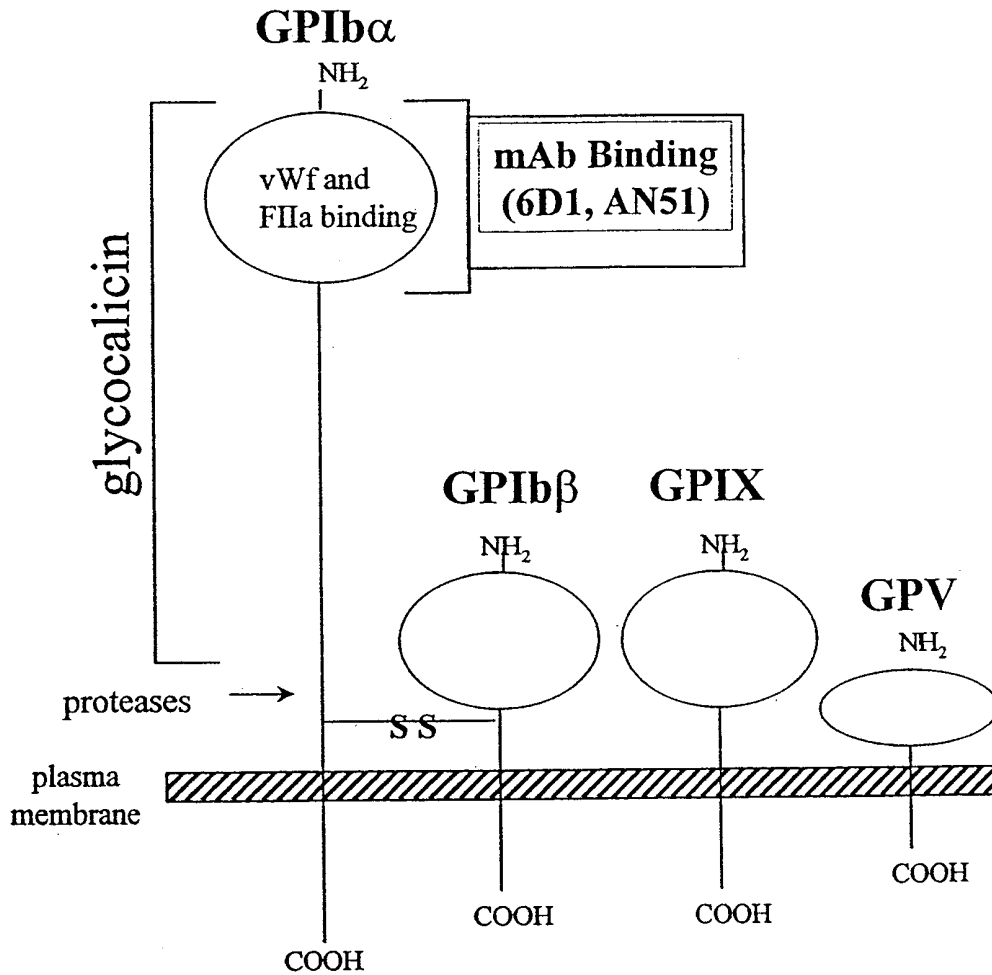 GPIbα
NH₂
vWf and
FIIa binding
mAb Binding
(6D1, AN51)
glycocalicin
GPIbβ
NH₂
GPIX
NH₂
GPV
NH₂
proteases
S S
plasma
membrane
COOH
COOH
COOH
COOH